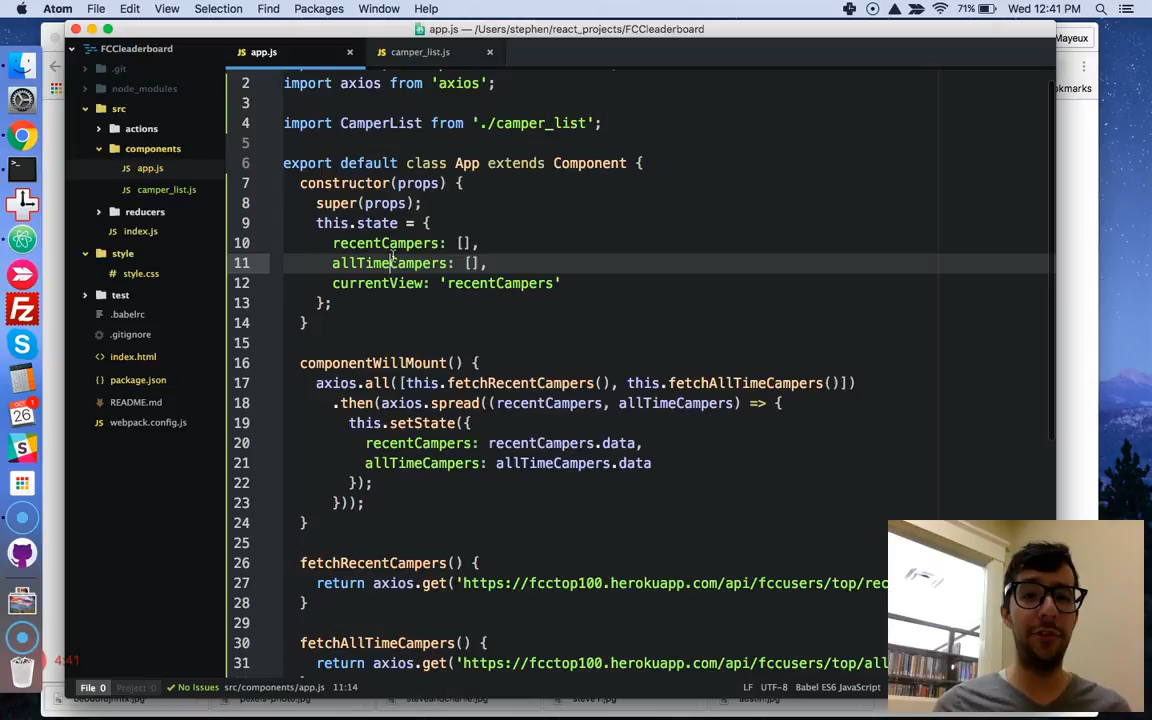 Atom File Edit View Selection Find Packages Window Help
71% Wed 12:41 PM
app.js — /Users/stephen/react_projects/FCCleaderboard
Mayeux
FCCleaderboard
app.js
camper_list.js
.git
node_modules
src
actions
components
app.js
camper_list.js
reducers
index.js
style
style.css
test
.babelrc
.gitignore
index.html
package.json
README.md
webpack.config.js
2 import axios from 'axios';
3
4 import CamperList from './camper_list';
5
6 export default class App extends Component {
7 constructor(props) {
8 super(props);
9 this.state = {
10 recentCampers: [],
11 allTimeCampers: [],
12 currentView: 'recentCampers'
13 };
14 }
15
16 componentWillMount() {
17 axios.all([this.fetchRecentCampers(), this.fetchAllTimeCampers()])
18 .then(axios.spread((recentCampers, allTimeCampers) => {
19 this.setState({
20 recentCampers: recentCampers.data,
21 allTimeCampers: allTimeCampers.data
22 });
23 }));
24 }
25
26 fetchRecentCampers() {
27 return axios.get('https://fcctop100.herokuapp.com/api/fccusers/top/rec
28 }
29
30 fetchAllTimeCampers() {
31 return axios.get('https://fcctop100.herokuapp.com/api/fccusers/top/all
okmarks
OCT
26
1
4:41
File 0 Project 0 No Issues src/components/app.js 11:14
LF UTF-8 Babel ES6 JavaScript